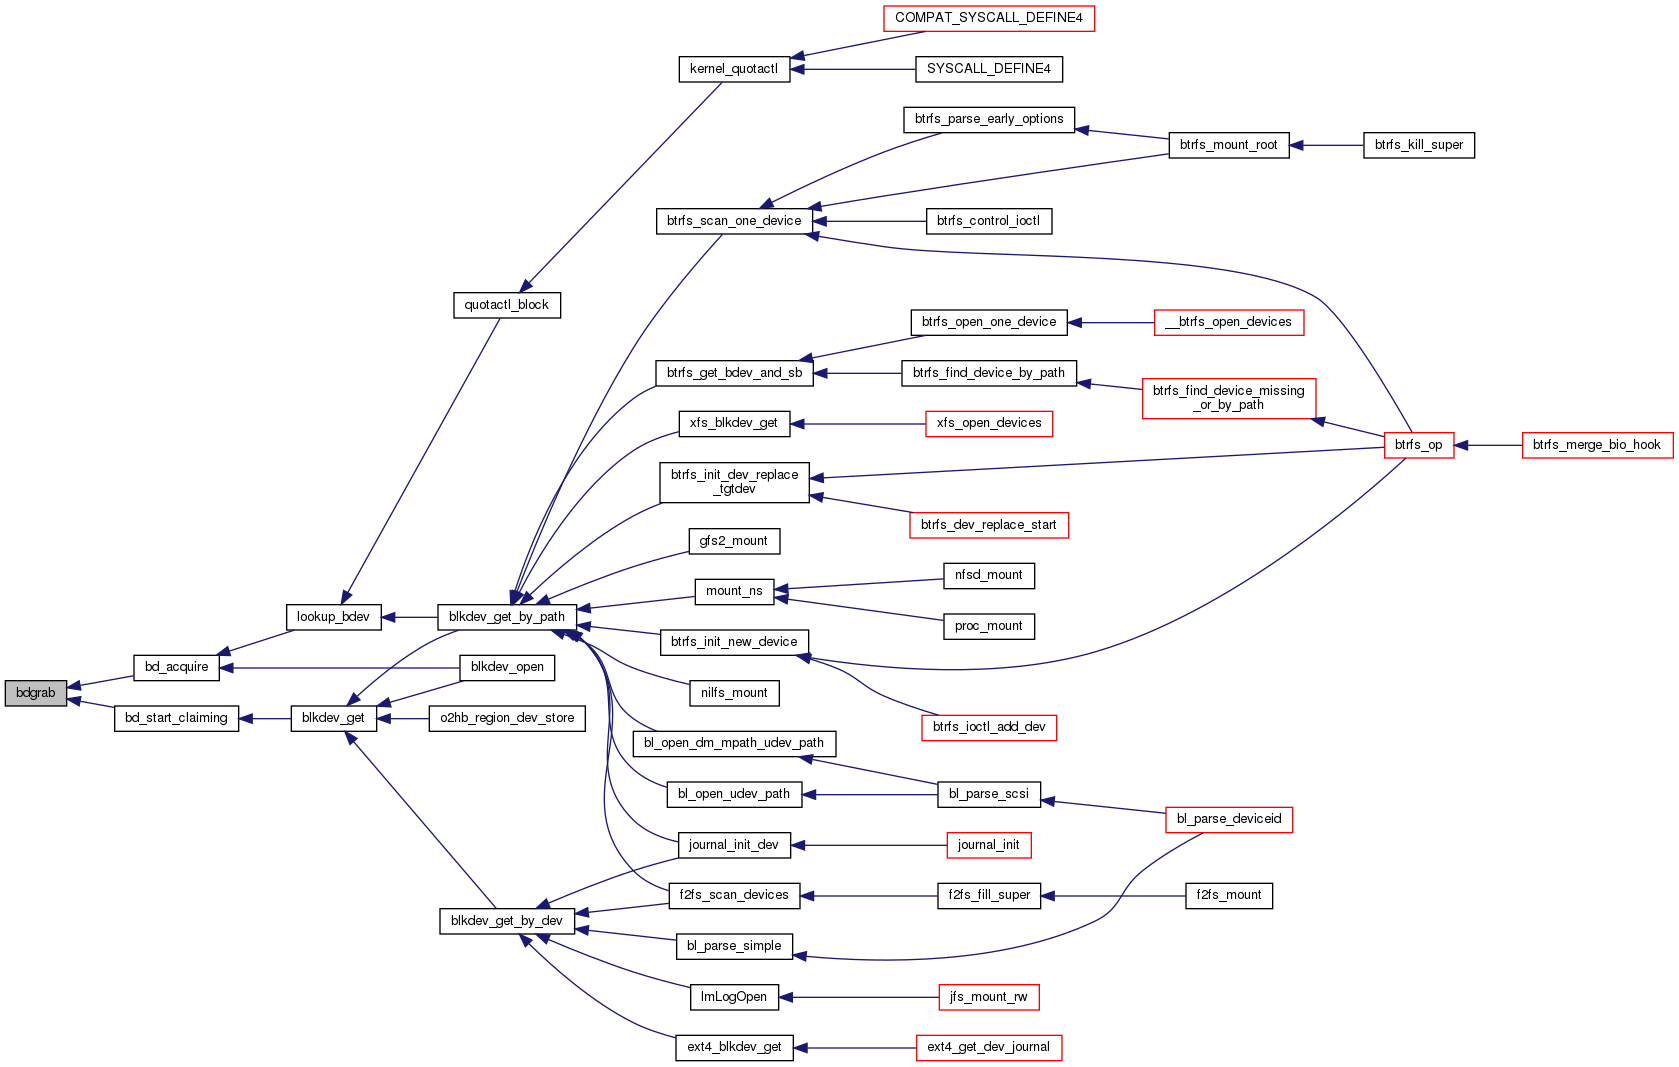 COMPAT_SYSCALL_DEFINE4
kernel_quotactl
SYSCALL_DEFINE4
btrfs_parse_early_options
btrfs_mount_root
btrfs_kill_super
btrfs_scan_one_device
btrfs_control_ioctl
quotactl_block
btrfs_open_one_device
__btrfs_open_devices
btrfs_get_bdev_and_sb
btrfs_find_device_by_path
btrfs_find_device_missing
_or_by_path
xfs_blkdev_get
xfs_open_devices
btrfs_op
btrfs_merge_bio_hook
btrfs_init_dev_replace
_tgtdev
btrfs_dev_replace_start
gfs2_mount
nfsd_mount
mount_ns
lookup_bdev
blkdev_get_by_path
proc_mount
btrfs_init_new_device
bd_acquire
blkdev_open
bdgrab
nilfs_mount
bd_start_claiming
blkdev_get
o2hb_region_dev_store
btrfs_ioctl_add_dev
bl_open_dm_mpath_udev_path
bl_open_udev_path
bl_parse_scsi
bl_parse_deviceid
journal_init_dev
journal_init
f2fs_scan_devices
f2fs_fill_super
f2fs_mount
blkdev_get_by_dev
bl_parse_simple
lmLogOpen
jfs_mount_rw
ext4_blkdev_get
ext4_get_dev_journal